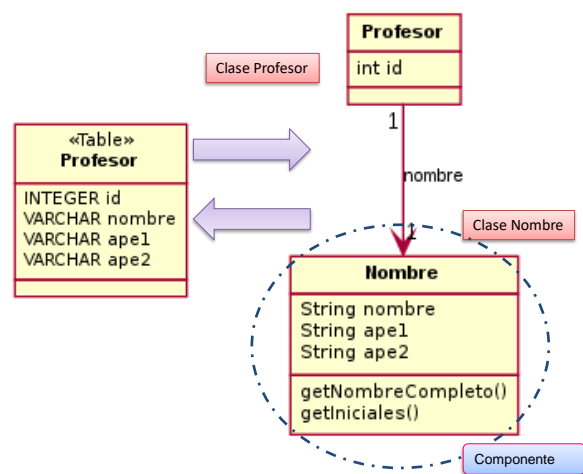 Profesor
int id
Clase Profesor
1
nombre
1
«Table»
Profesor
INTEGER id
VARCHAR nombre
VARCHAR ape1
VARCHAR ape2
Clase Nombre
Nombre
String nombre
String ape1
String ape2
getNombreCompleto()
getIniciales()
Componente